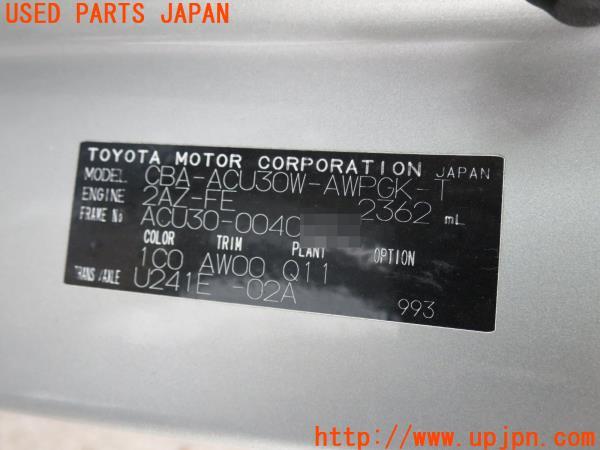 USED PARTS JAPAN
TOYOTA MOTOR CORPORATION JAPAN
MODEL CBA-ACU30W-AWPGK-T
ENGINE 2AZ-FE 2362 mL
FRAME No ACU30-0040
COLOR TRIM PLANT OPTION
1C0 AW00 Q11
TRANS/AXLE U241E -02A
993
http://www.upjpn.com/